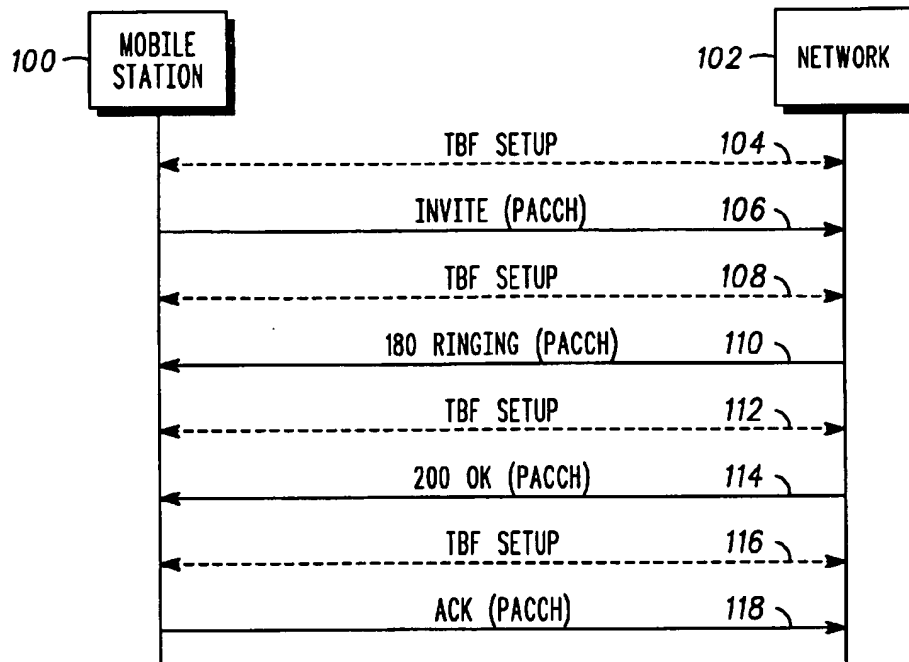 100
MOBILE
STATION
102
NETWORK
TBF SETUP 104
INVITE (PACCH) 106
TBF SETUP 108
180 RINGING (PACCH) 110
TBF SETUP 112
200 OK (PACCH) 114
TBF SETUP 116
ACK (PACCH) 118